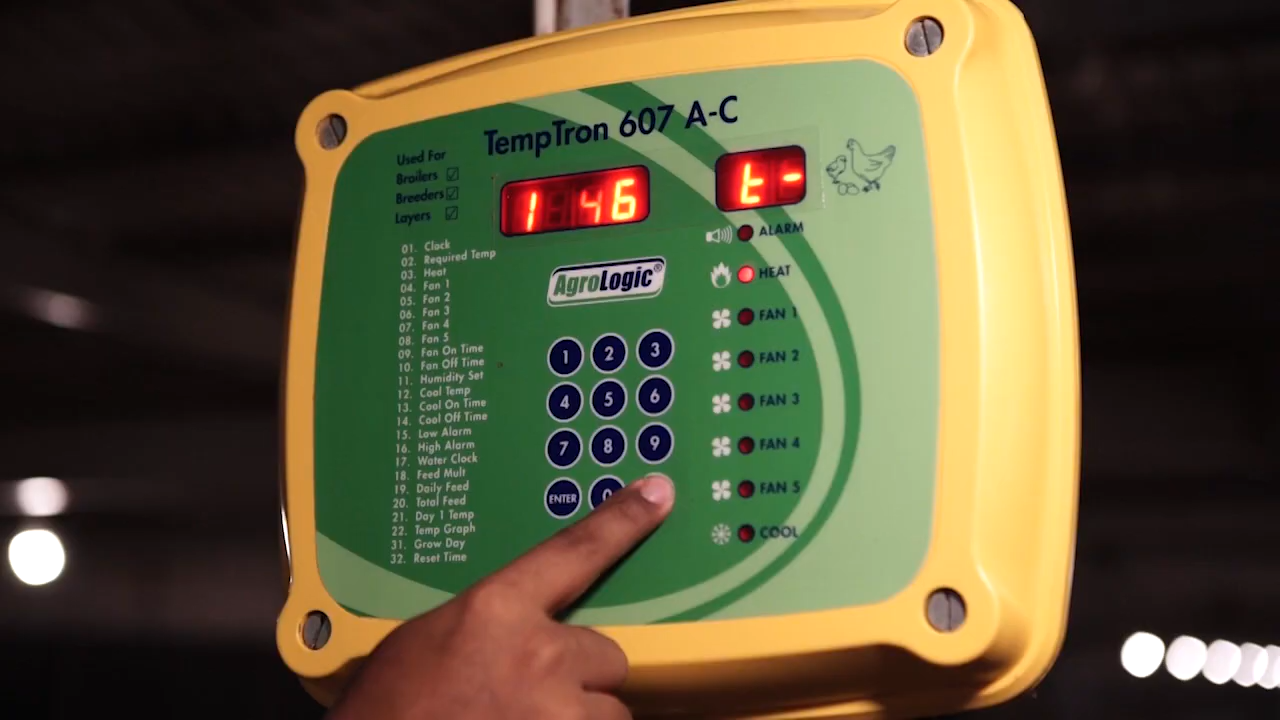 TempTron 607 A-C
Used For
Broilers ☑
Breeders ☑
Layers ☑
1 46
t-
01. Clock
02. Required Temp
03. Heat
04. Fan 1
05. Fan 2
06. Fan 3
07. Fan 4
08. Fan 5
09. Fan On Time
10. Fan Off Time
11. Humidity Set
12. Cool Temp
13. Cool On Time
14. Cool Off Time
15. Low Alarm
16. High Alarm
17. Water Clock
18. Feed Mult
19. Daily Feed
20. Total Feed
21. Day 1 Temp
22. Temp Graph
31. Grow Day
32. Reset Time
AgroLogic®
1 2 3
4 5 6
7 8 9
ENTER 0
ALARM
HEAT
FAN 1
FAN 2
FAN 3
FAN 4
FAN 5
COOL